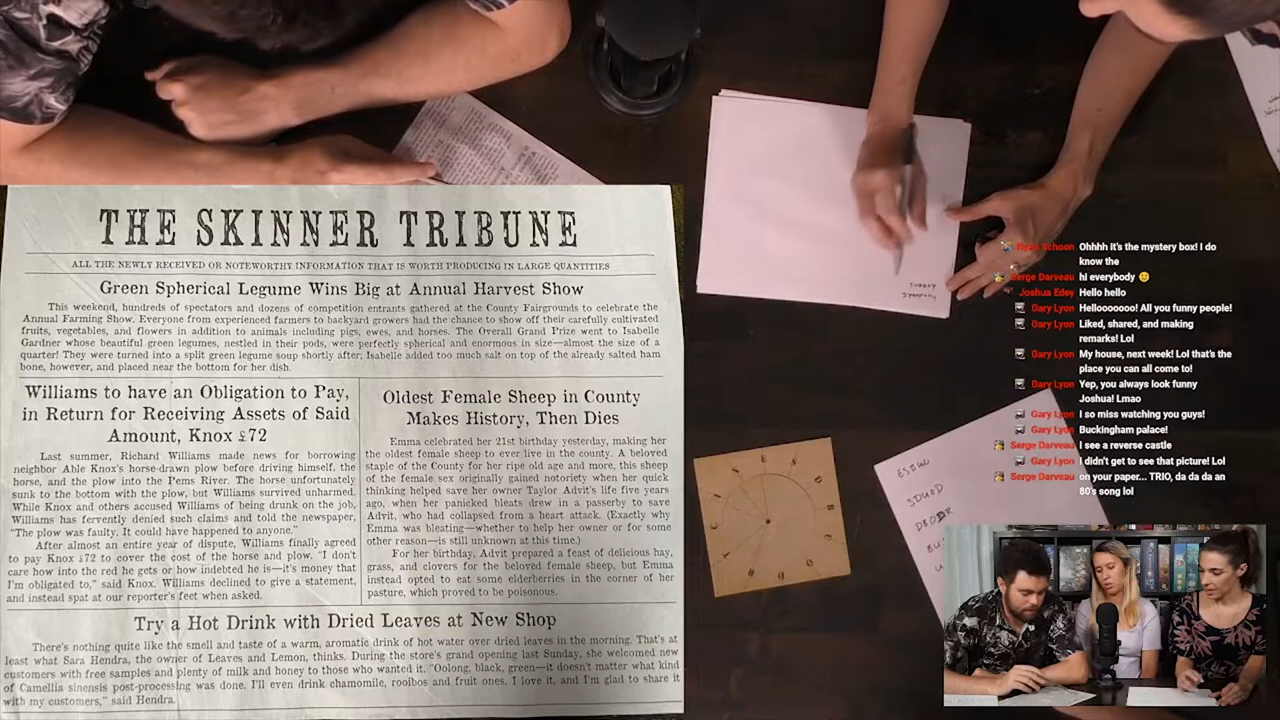 THE SKINNER TRIBUNE
ALL THE NEWLY RECEIVED OR NOTEWORTHY INFORMATION THAT IS WORTH PRODUCING IN LARGE QUANTITIES
Green Spherical Legume Wins Big at Annual Harvest Show
This weekend, hundreds of spectators and dozens of competition entrants gathered at the County Fairgrounds to celebrate the
Annual Farming Show. Everyone from experienced farmers to backyard growers had the chance to show off their carefully cultivated
fruits, vegetables, and flowers in addition to animals including pigs, ewes, and horses. The Overall Grand Prize went to Isabelle
Gardner whose beautiful green legumes, nestled in their pods, were perfectly spherical and enormous in size—almost the size of a
quarter! They were turned into a split green legume soup shortly after; Isabelle added too much salt on top of the already salted ham
bone, however, and placed near the bottom for her dish.
Williams to have an Obligation to Pay,
in Return for Receiving Assets of Said
Amount, Knox £72
Last summer, Richard Williams made news for rowing
neighbor Able Knox's horse-drawn plow before driving himself, the
horse, and the plow into the Pems River. The horse unfortunately
sunk to the bottom with the plow, but Williams survived unharmed.
While Knox and others accused Williams of being drunk on the job,
Williams has fervently denied such claims and told the newspaper,
"The plow was faulty. It could have happened to anyone."
After almost an entire year of dispute, Williams finally agreed
to pay Knox £72 to cover the cost of the horse and plow. "I don't
care how into the red he gets or how indebted he is—it's money that
I'm obligated to," said Knox. Williams declined to give a statement,
and instead spat at our reporter's feet when asked.
Oldest Female Sheep in County
Makes History, Then Dies
Emma celebrated her 21st birthday yesterday, making her
the oldest female sheep to ever live in the county. A beloved
staple of the County for her ripe old age and more, this sheep
of the female sex originally gained notoriety when her quick
thinking helped save her owner Taylor Advit's life five years
ago, when her panicked bleats drew in a passerby to save
Advit, who had collapsed from a heart attack. (Exactly why
Emma was bleating—whether to help her owner or for some
other reason—is still unknown at this time.)
For her birthday, Advit prepared a feast of delicious hay,
grass, and clovers for the beloved female sheep, but Emma
instead opted to eat some elderberries in the corner of her
pasture, which proved to be poisonous.
Try a Hot Drink with Dried Leaves at New Shop
There's nothing quite like the smell and taste of a warm, aromatic drink of hot water over dried leaves in the morning. That's at
least what Sara Hendra, the owner of Leaves and Lemon, thinks. During the store's grand opening last Sunday, she welcomed new
customers with free samples and plenty of milk and honey to those who wanted it. "Oolong, black, green—it doesn't matter what kind
of Camellia sinensis post-processing was done. I'll even drink chamomile, rooibos and fruit ones. I love it, and I'm glad to share it
with my customers," said Hendra.
Ryan Schoon Ohhhh It's the mystery box! I do
know the
Serge Darveau hi everybody 🙂
Joshua Edey Hello hello
Gary Lyon Hellooooooo! All you funny people!
Gary Lyon Liked, shared, and making
remarks! Lol
Gary Lyon My house, next week! Lol that's the
place you can all come to!
Gary Lyon Yep, you always look funny
Joshua! Lmao
Gary Lyon I so miss watching you guys!
Gary Lyon Buckingham palace!
Serge Darveau I see a reverse castle
Gary Lyon I didn't get to see that picture! Lol
Serge Darveau on your paper... TRIO, da da da an
80's song lol